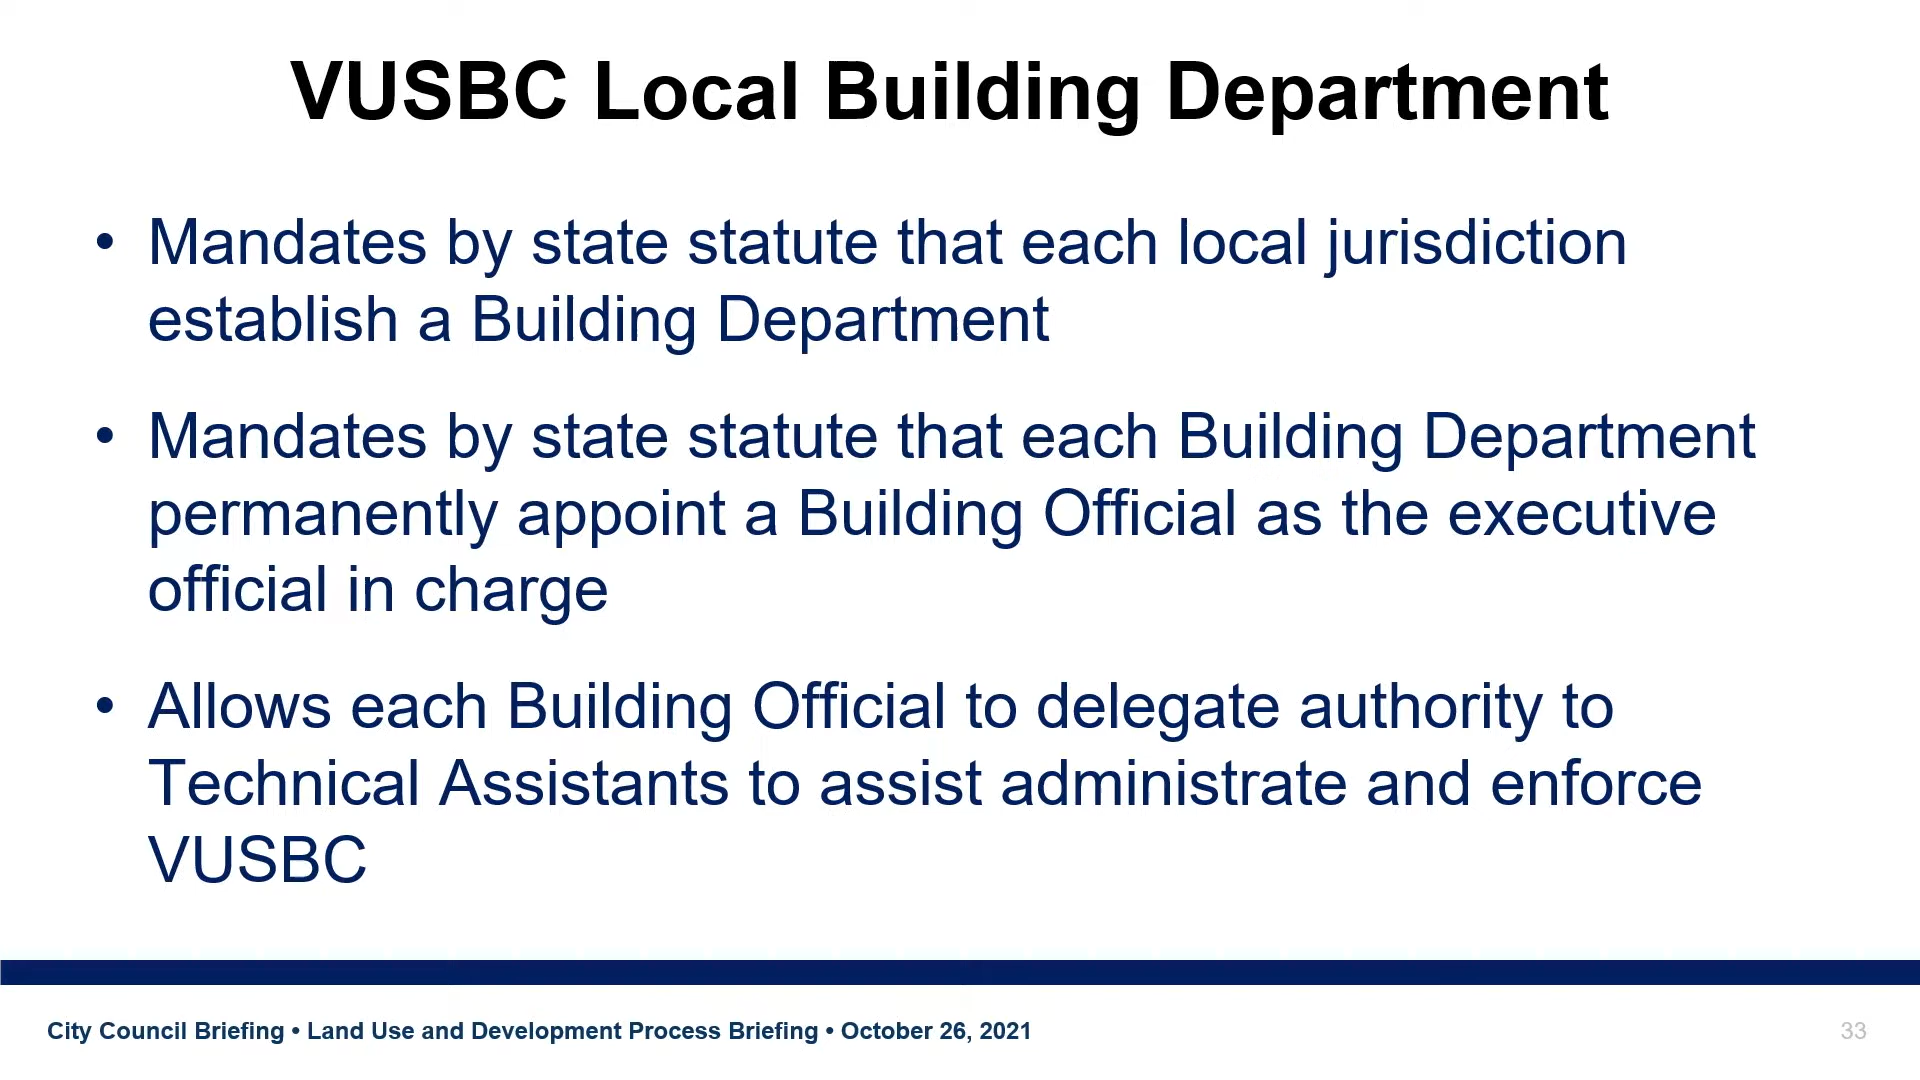 VUSBC Local Building Department
• Mandates by state statute that each local jurisdiction
establish a Building Department
• Mandates by state statute that each Building Department
permanently appoint a Building Official as the executive
official in charge
• Allows each Building Official to delegate authority to
Technical Assistants to assist administrate and enforce
VUSBC
City Council Briefing • Land Use and Development Process Briefing • October 26, 2021
33